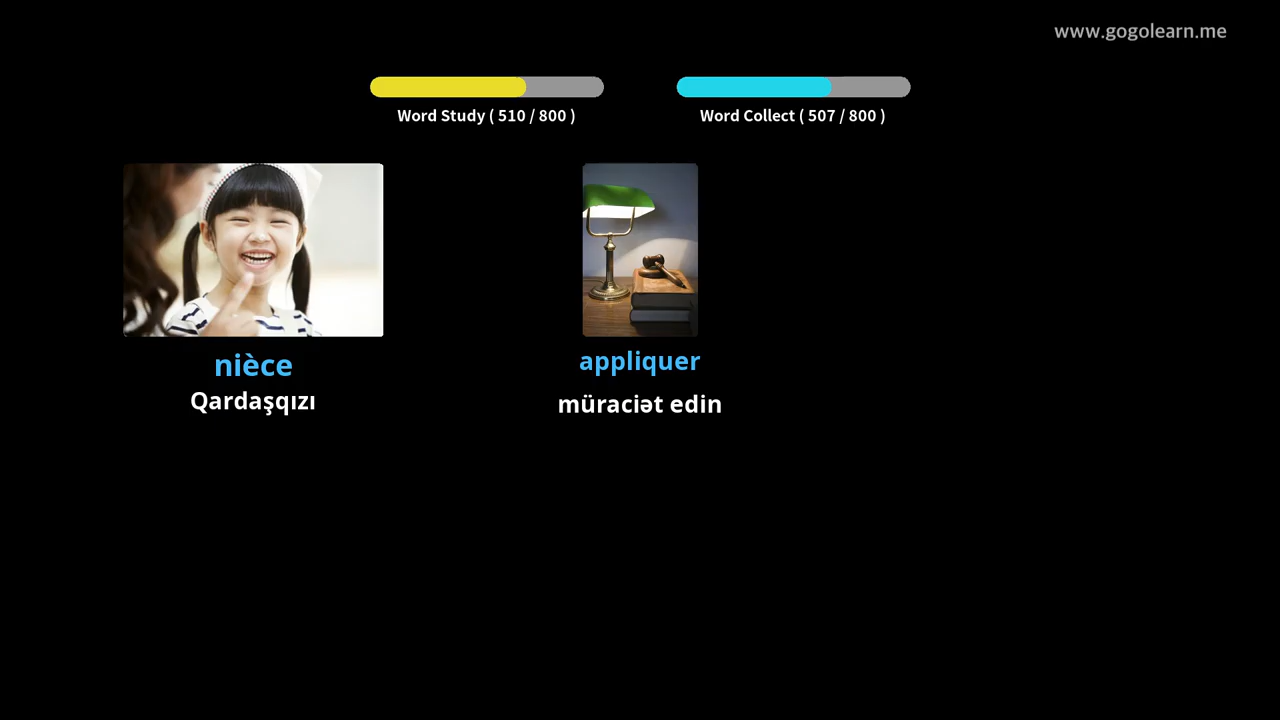 www.gogolearn.me
Word Study ( 510 / 800 )
Word Collect ( 507 / 800 )
nièce
Qardaşqızı
appliquer
müraciət edin